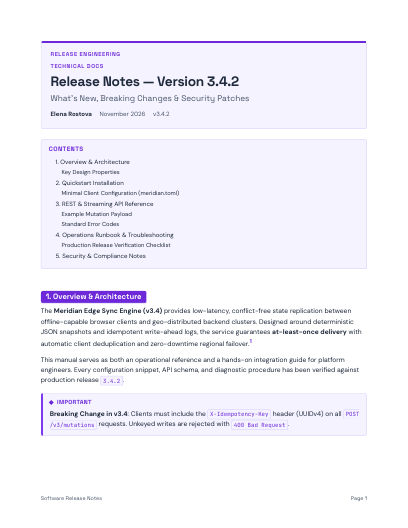 RELEASE ENGINEERING
TECHNICAL DOCS
Release Notes — Version 3.4.2
What's New, Breaking Changes & Security Patches
Elena Rostova November 2026 v3.4.2
CONTENTS
1. Overview & Architecture
Key Design Properties
2. Quickstart Installation
Minimal Client Configuration (meridian.toml)
3. REST & Streaming API Reference
Example Mutation Payload
Standard Error Codes
4. Operations Runbook & Troubleshooting
Production Release Verification Checklist
5. Security & Compliance Notes
1. Overview & Architecture
The Meridian Edge Sync Engine (v3.4) provides low-latency, conflict-free state replication between
offline-capable browser clients and geo-distributed backend clusters. Designed around deterministic
JSON snapshots and idempotent write-ahead logs, the service guarantees at-least-once delivery with
automatic client deduplication and zero-downtime regional failover.1
This manual serves as both an operational reference and a hands-on integration guide for platform
engineers. Every configuration snippet, API schema, and diagnostic procedure has been verified against
production release 3.4.2.
◆ IMPORTANT
Breaking Change in v3.4: Clients must include the X-Idempotency-Key header (UUIDv4) on all POST
/v3/mutations requests. Unkeyed writes are rejected with 400 Bad Request.
Software Release Notes
Page 1